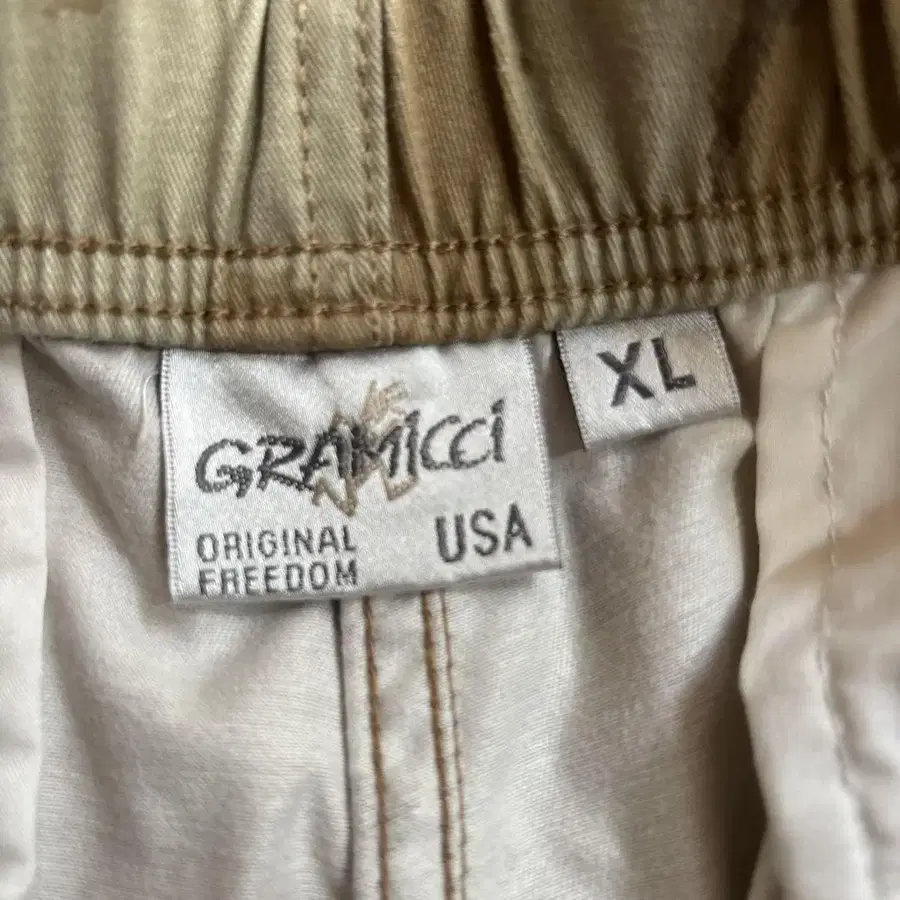 GRAMICCI
ORIGINAL
FREEDOM
USA
XL